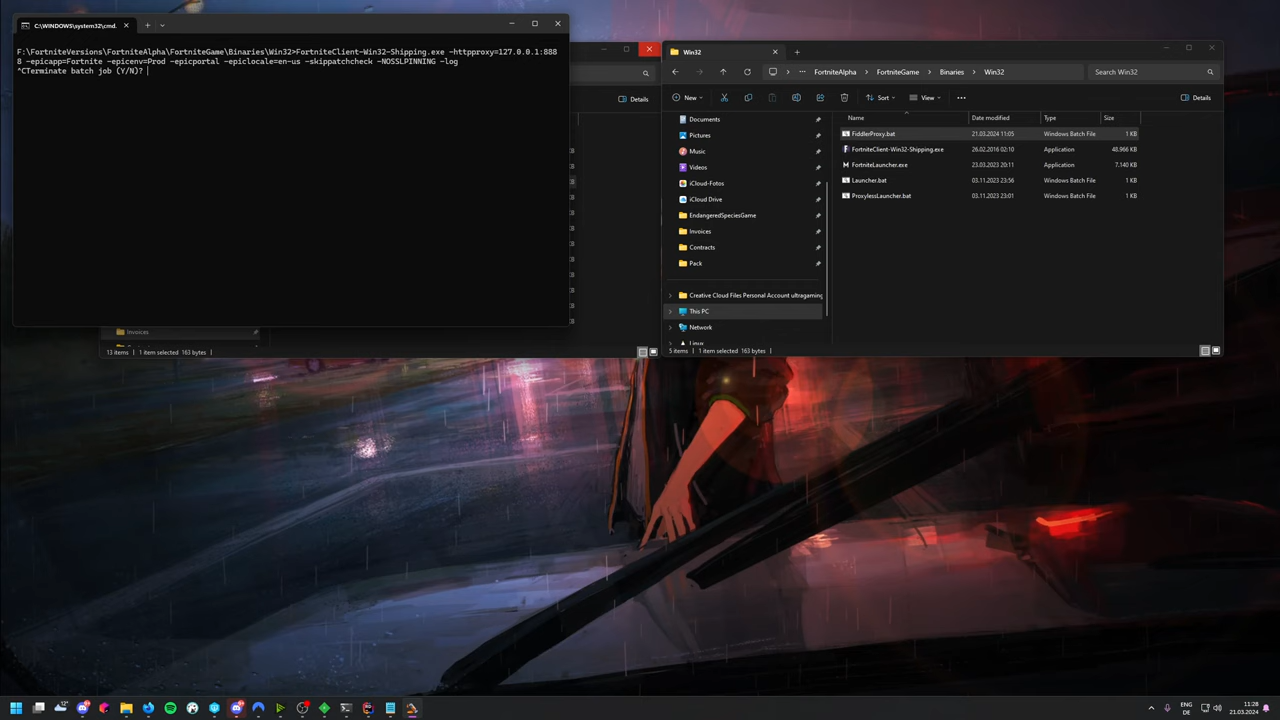 C:\WINDOWS\system32\cmd.
F:\FortniteVersions\FortniteAlpha\FortniteGame\Binaries\Win32>FortniteClient-Win32-Shipping.exe -httpproxy=127.0.0.1:888
8 -epicapp=Fortnite -epicenv=Prod -epicportal -epiclocale=en-us -skippatchcheck -NOSSLPINNING -log
^CTerminate batch job (Y/N)?
Details
Invoices
13 items 1 item selected 163 bytes
Win32
FortniteAlpha FortniteGame Binaries Win32 Search Win32
New Sort View Details
Name Date modified Type Size
Documents
Pictures
Music
Videos
iCloud-Fotos
iCloud Drive
EndangeredSpeciesGame
Invoices
Contracts
Pack
Creative Cloud Files Personal Account ultragaming
This PC
Network
Linux
FiddlerProxy.bat 21.03.2024 11:05 Windows Batch File 1 KB
FortniteClient-Win32-Shipping.exe 26.02.2016 02:10 Application 48.966 KB
FortniteLauncher.exe 23.03.2023 20:11 Application 7.140 KB
Launcher.bat 03.11.2023 23:56 Windows Batch File 1 KB
ProxylessLauncher.bat 03.11.2023 23:01 Windows Batch File 1 KB
5 items 1 item selected 163 bytes
12°
ENG
DE
11:28
21.03.2024